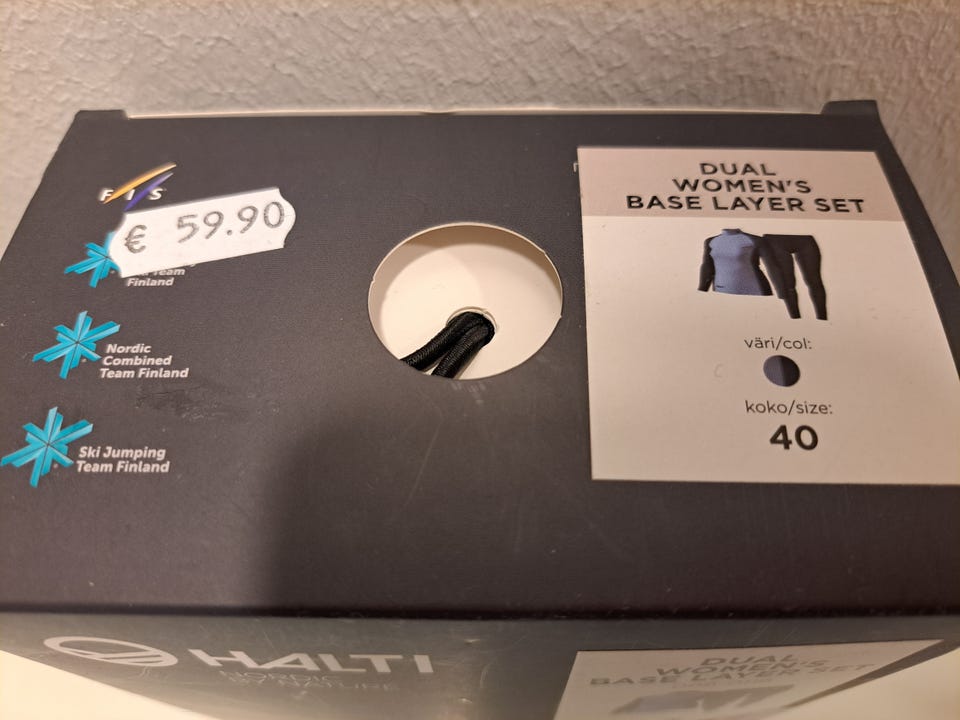 FIS
€ 59.90
Team
Finland
Nordic
Combined
Team Finland
Ski Jumping
Team Finland
DUAL
WOMEN'S
BASE LAYER SET
väri/col:
koko/size:
40
HALTI
NORDIC
BY NATURE
DUAL
WOMEN'S
BASE LAYER SET